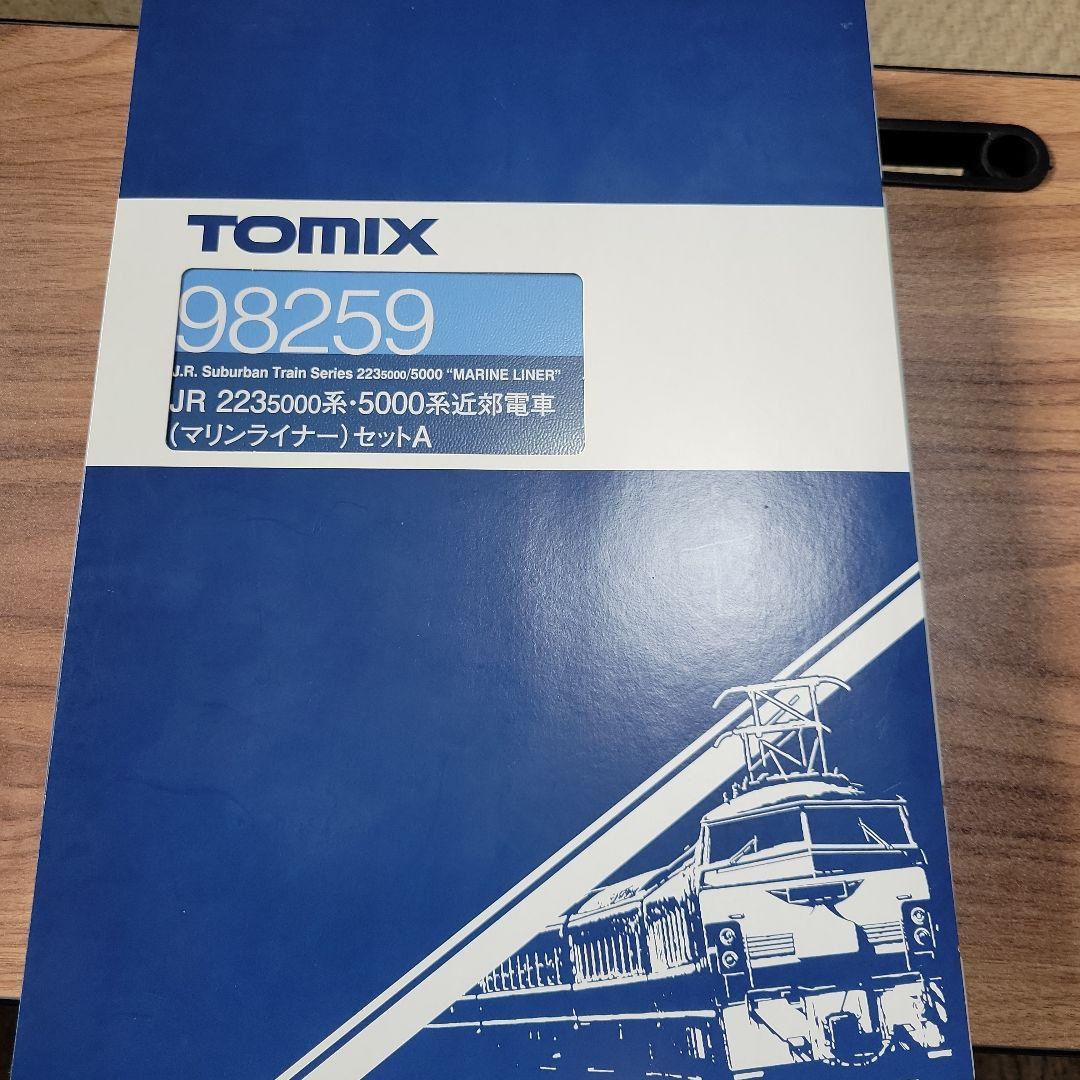 TOMIX
98259
J.R. Suburban Train Series 2235000/5000 "MARINE LINER"
JR 2235000系・5000系近郊電車
(マリンライナー)セットA